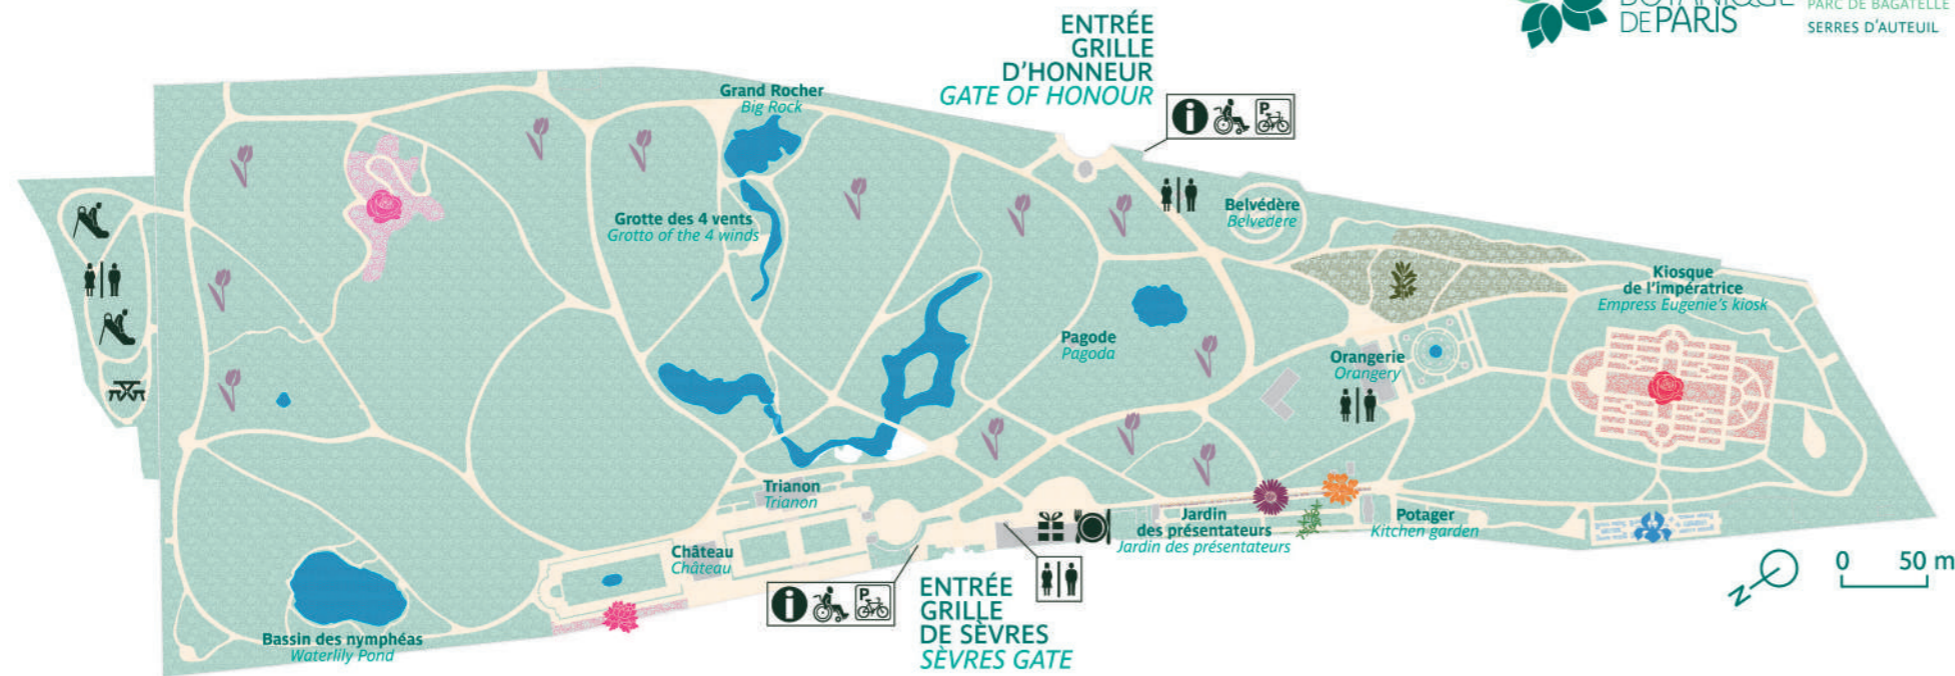 DE PARIS
PARC DE BAGATELLE
SERRES D'AUTEUIL
ENTRÉE
GRILLE
D'HONNEUR
GATE OF HONOUR
P
Grand Rocher
Big Rock
Grotte des 4 vents
Grotto of the 4 winds
Belvédère
Belvedere
Kiosque
de l'impératrice
Empress Eugenie's kiosk
Pagode
Pagoda
Orangerie
Orangery
Trianon
Trianon
Château
Château
Jardin
des présentateurs
Jardin des présentateurs
Potager
Kitchen garden
P
ENTRÉE
GRILLE
DE SÈVRES
SÈVRES GATE
Bassin des nymphéas
Waterlily Pond
N
0 50 m